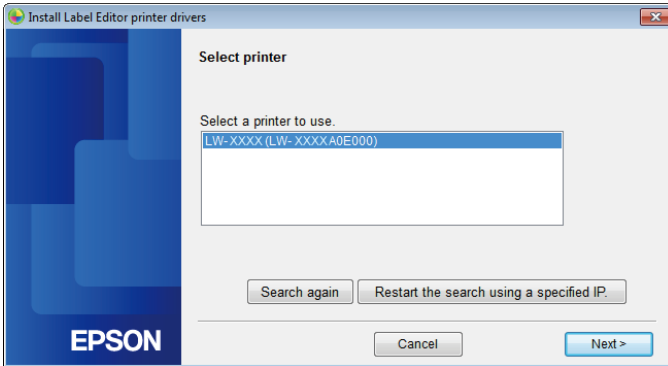 Install Label Editor printer drivers
Select printer
Select a printer to use.
LW-XXXX (LW-XXXXA0E000)
Search again
Restart the search using a specified IP.
EPSON
Cancel
Next >